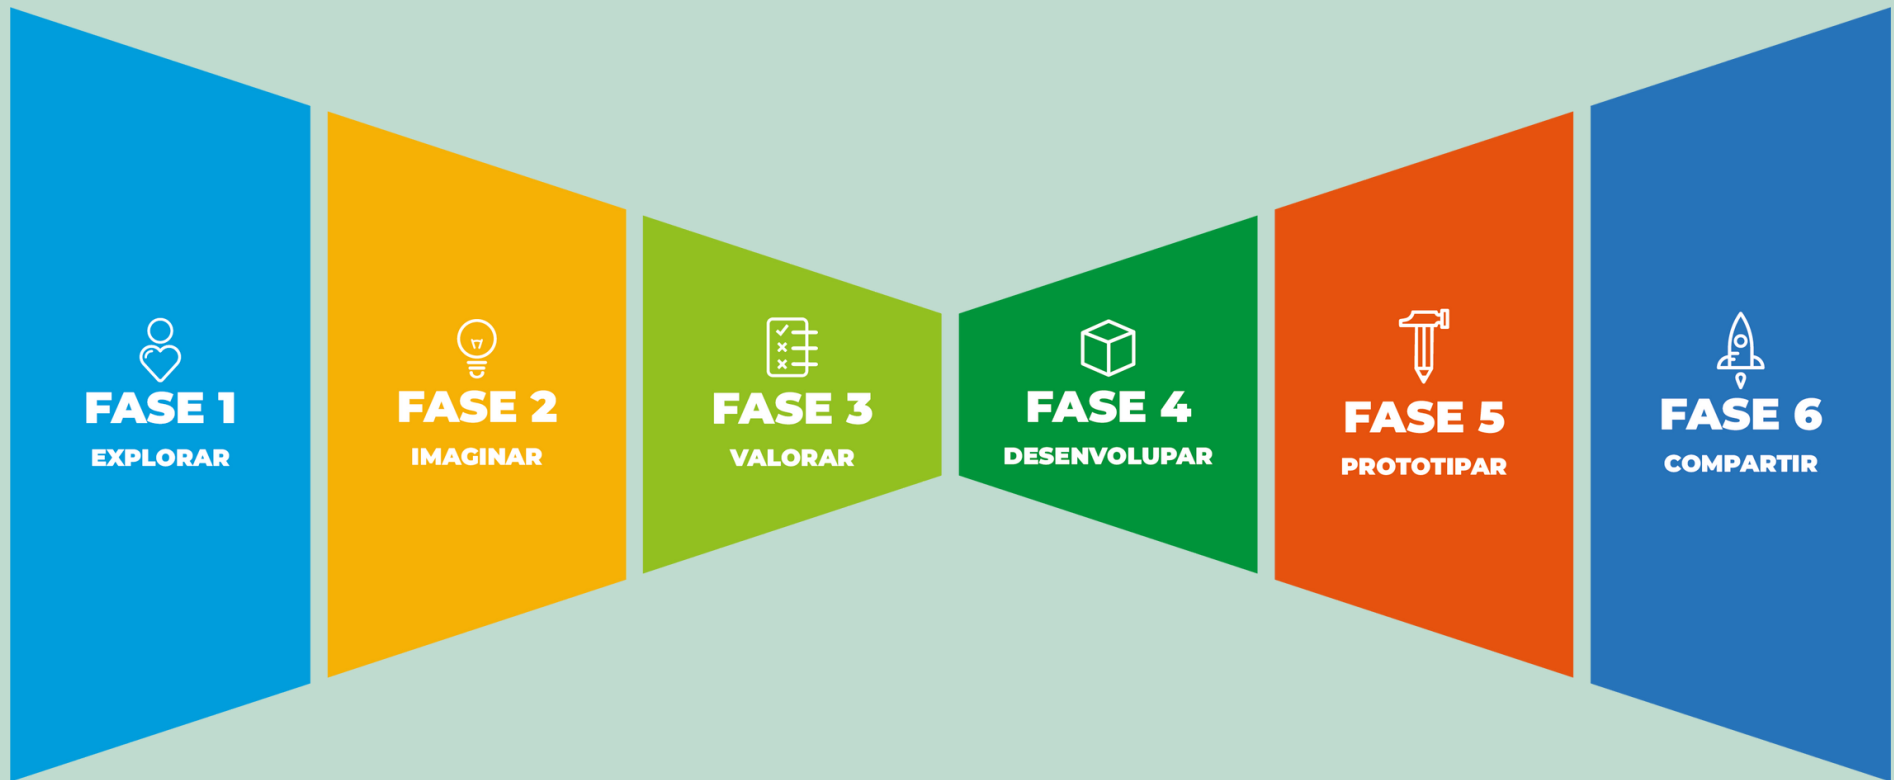 FASE 1
EXPLORAR
FASE 2
IMAGINAR
FASE 3
VALORAR
FASE 4
DESENVOLUPAR
FASE 5
PROTOTIPAR
FASE 6
COMPARTIR